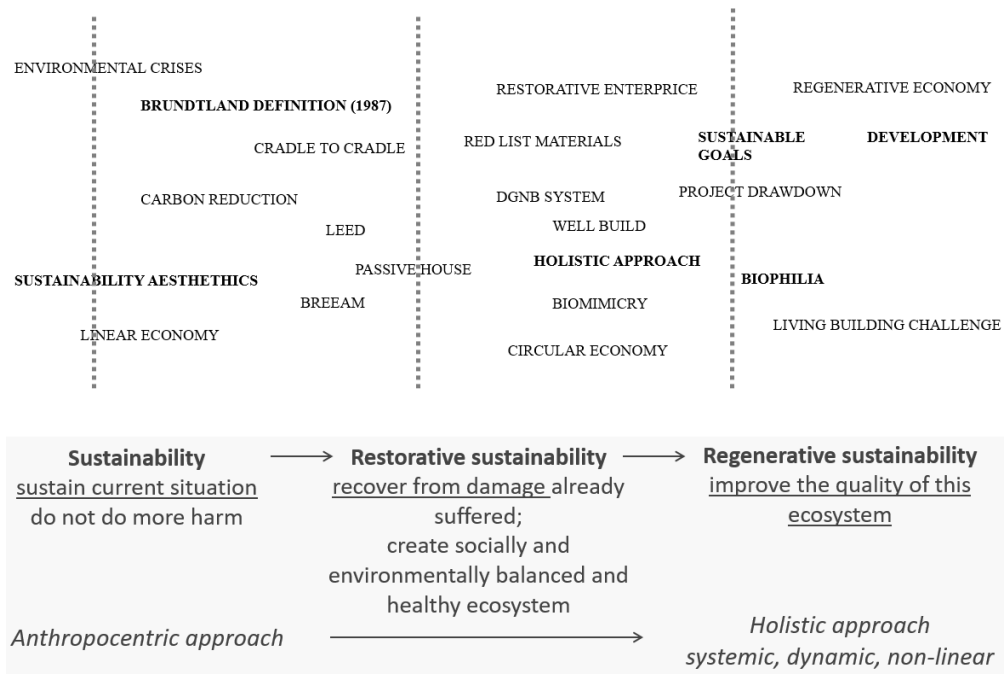 ENVIRONMENTAL CRISES
RESTORATIVE ENTERPRICE
REGENERATIVE ECONOMY
BRUNDTLAND DEFINITION (1987)
CRADLE TO CRADLE
RED LIST MATERIALS
SUSTAINABLE DEVELOPMENT
GOALS
CARBON REDUCTION
DGNB SYSTEM
PROJECT DRAWDOWN
LEED
WELL BUILD
PASSIVE HOUSE
HOLISTIC APPROACH
SUSTAINABILITY AESTHETHICS
BIOPHILIA
BREEAM
BIOMIMICRY
LINEAR ECONOMY
LIVING BUILDING CHALLENGE
CIRCULAR ECONOMY
Sustainability
sustain current situation
do not do more harm
Restorative sustainability
recover from damage already
suffered;
create socially and
environmentally balanced and
healthy ecosystem
Regenerative sustainability
improve the quality of this
ecosystem
Anthropocentric approach
Holistic approach
systemic, dynamic, non-linear